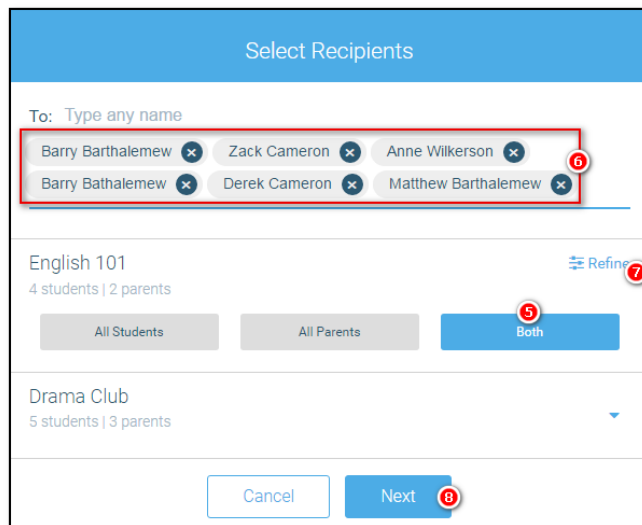 Select Recipients
To: Type any name
Barry Barthalemew Zack Cameron Anne Wilkerson
6
Barry Bathalemew Derek Cameron Matthew Barthalemew
English 101 Refine
7
4 students | 2 parents
5
All Students All Parents Both
Drama Club
5 students | 3 parents
Cancel Next 8